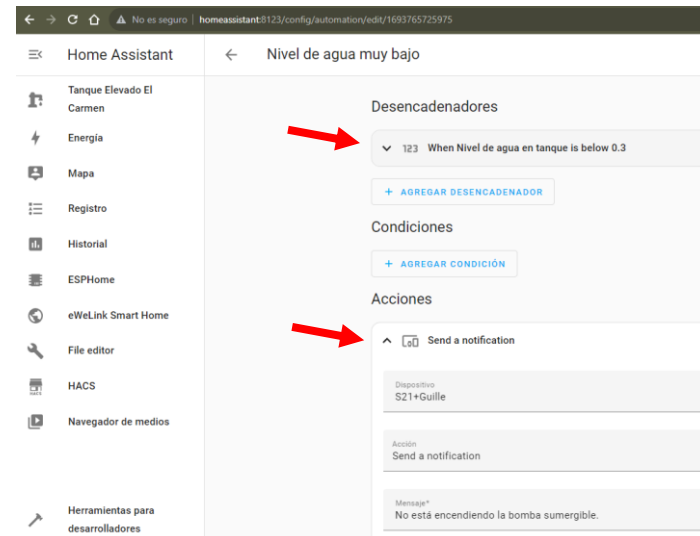 No es seguro | homeassistant:8123/config/automation/edit/1693765725975
Home Assistant
Nivel de agua muy bajo
Tanque Elevado El
Carmen
Energía
Mapa
Registro
Historial
ESPHome
eWeLink Smart Home
File editor
HACS
HACS
Navegador de medios
Herramientas para
desarrolladores
Desencadenadores
123 When Nivel de agua en tanque is below 0.3
+ AGREGAR DESENCADENADOR
Condiciones
+ AGREGAR CONDICIÓN
Acciones
Send a notification
Dispositivo
S21+Guille
Acción
Send a notification
Mensaje*
No está encendiendo la bomba sumergible.